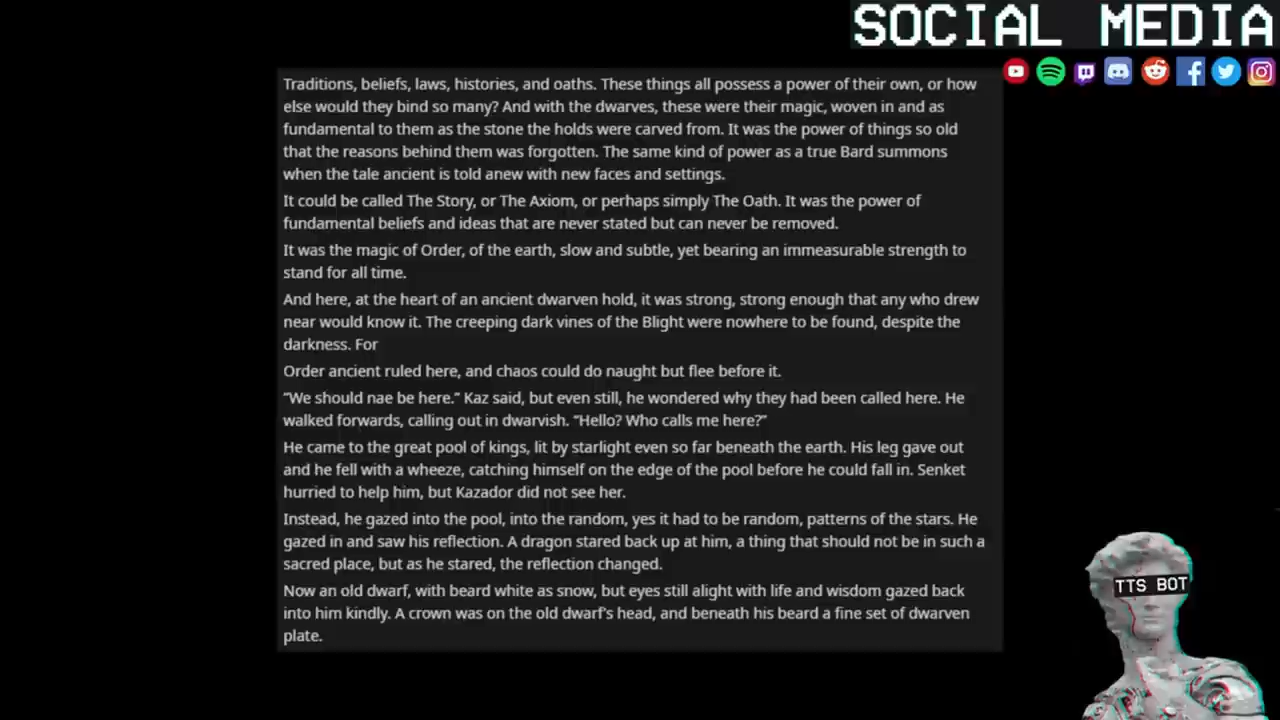 SOCIAL MEDIA
Traditions, beliefs, laws, histories, and oaths. These things all possess a power of their own, or how
else would they bind so many? And with the dwarves, these were their magic, woven in and as
fundamental to them as the stone the holds were carved from. It was the power of things so old
that the reasons behind them was forgotten. The same kind of power as a true Bard summons
when the tale ancient is told anew with new faces and settings.
It could be called The Story, or The Axiom, or perhaps simply The Oath. It was the power of
fundamental beliefs and ideas that are never stated but can never be removed.
It was the magic of Order, of the earth, slow and subtle, yet bearing an immeasurable strength to
stand for all time.
And here, at the heart of an ancient dwarven hold, it was strong, strong enough that any who drew
near would know it. The creeping dark vines of the Blight were nowhere to be found, despite the
darkness. For
Order ancient ruled here, and chaos could do naught but flee before it.
“We should nae be here.” Kaz said, but even still, he wondered why they had been called here. He
walked forwards, calling out in dwarvish. “Hello? Who calls me here?”
He came to the great pool of kings, lit by starlight even so far beneath the earth. His leg gave out
and he fell with a wheeze, catching himself on the edge of the pool before he could fall in. Senket
hurried to help him, but Kazador did not see her.
Instead, he gazed into the pool, into the random, yes it had to be random, patterns of the stars. He
gazed in and saw his reflection. A dragon stared back up at him, a thing that should not be in such a
sacred place, but as he stared, the reflection changed.
Now an old dwarf, with beard white as snow, but eyes still alight with life and wisdom gazed back
into him kindly. A crown was on the old dwarf's head, and beneath his beard a fine set of dwarven
plate.
TTS BOT